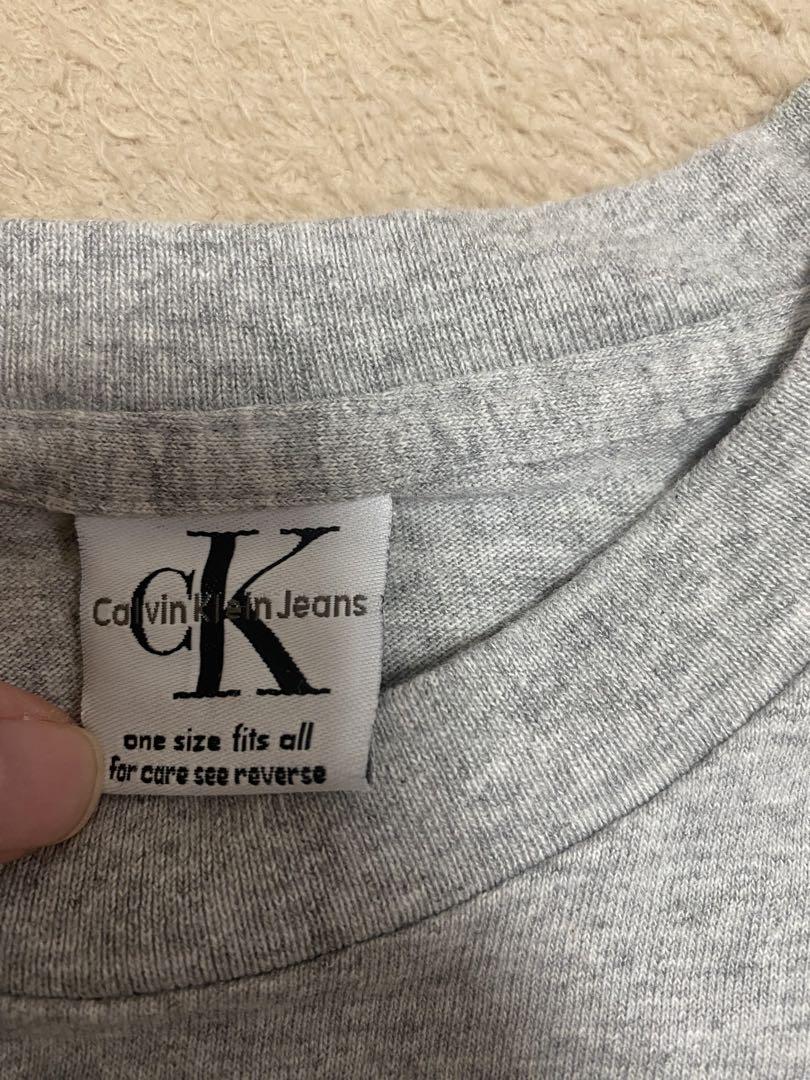 CK
Calvin Klein Jeans
one size fits all
for care see reverse